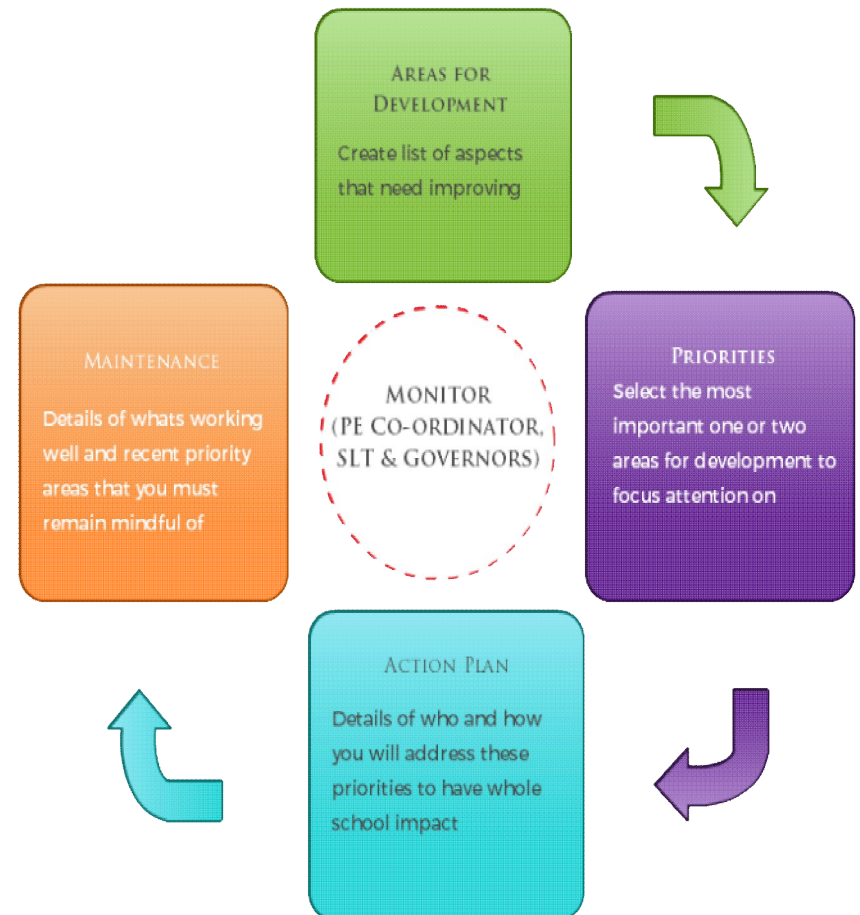 AREAS FOR
DEVELOPMENT
Create list of aspects
that need improving
PRIORITIES
Select the most
important one or two
areas for development to
focus attention on
ACTION PLAN
Details of who and how
you will address these
priorities to have whole
school impact
MAINTENANCE
Details of whats working
well and recent priority
areas that you must
remain mindful of
MONITOR
(PE CO-ORDINATOR,
SLT & GOVERNORS)